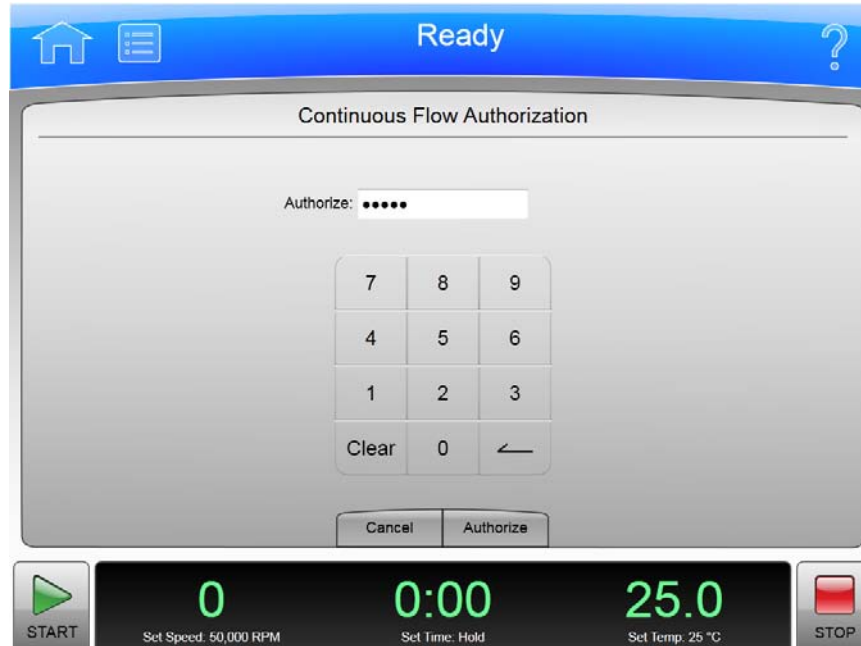 Ready
Continuous Flow Authorization
Authorize: •••••
7 8 9
4 5 6
1 2 3
Clear 0
Cancel Authorize
0 0:00 25.0
START Set Speed: 50,000 RPM Set Time: Hold Set Temp: 25 °C STOP